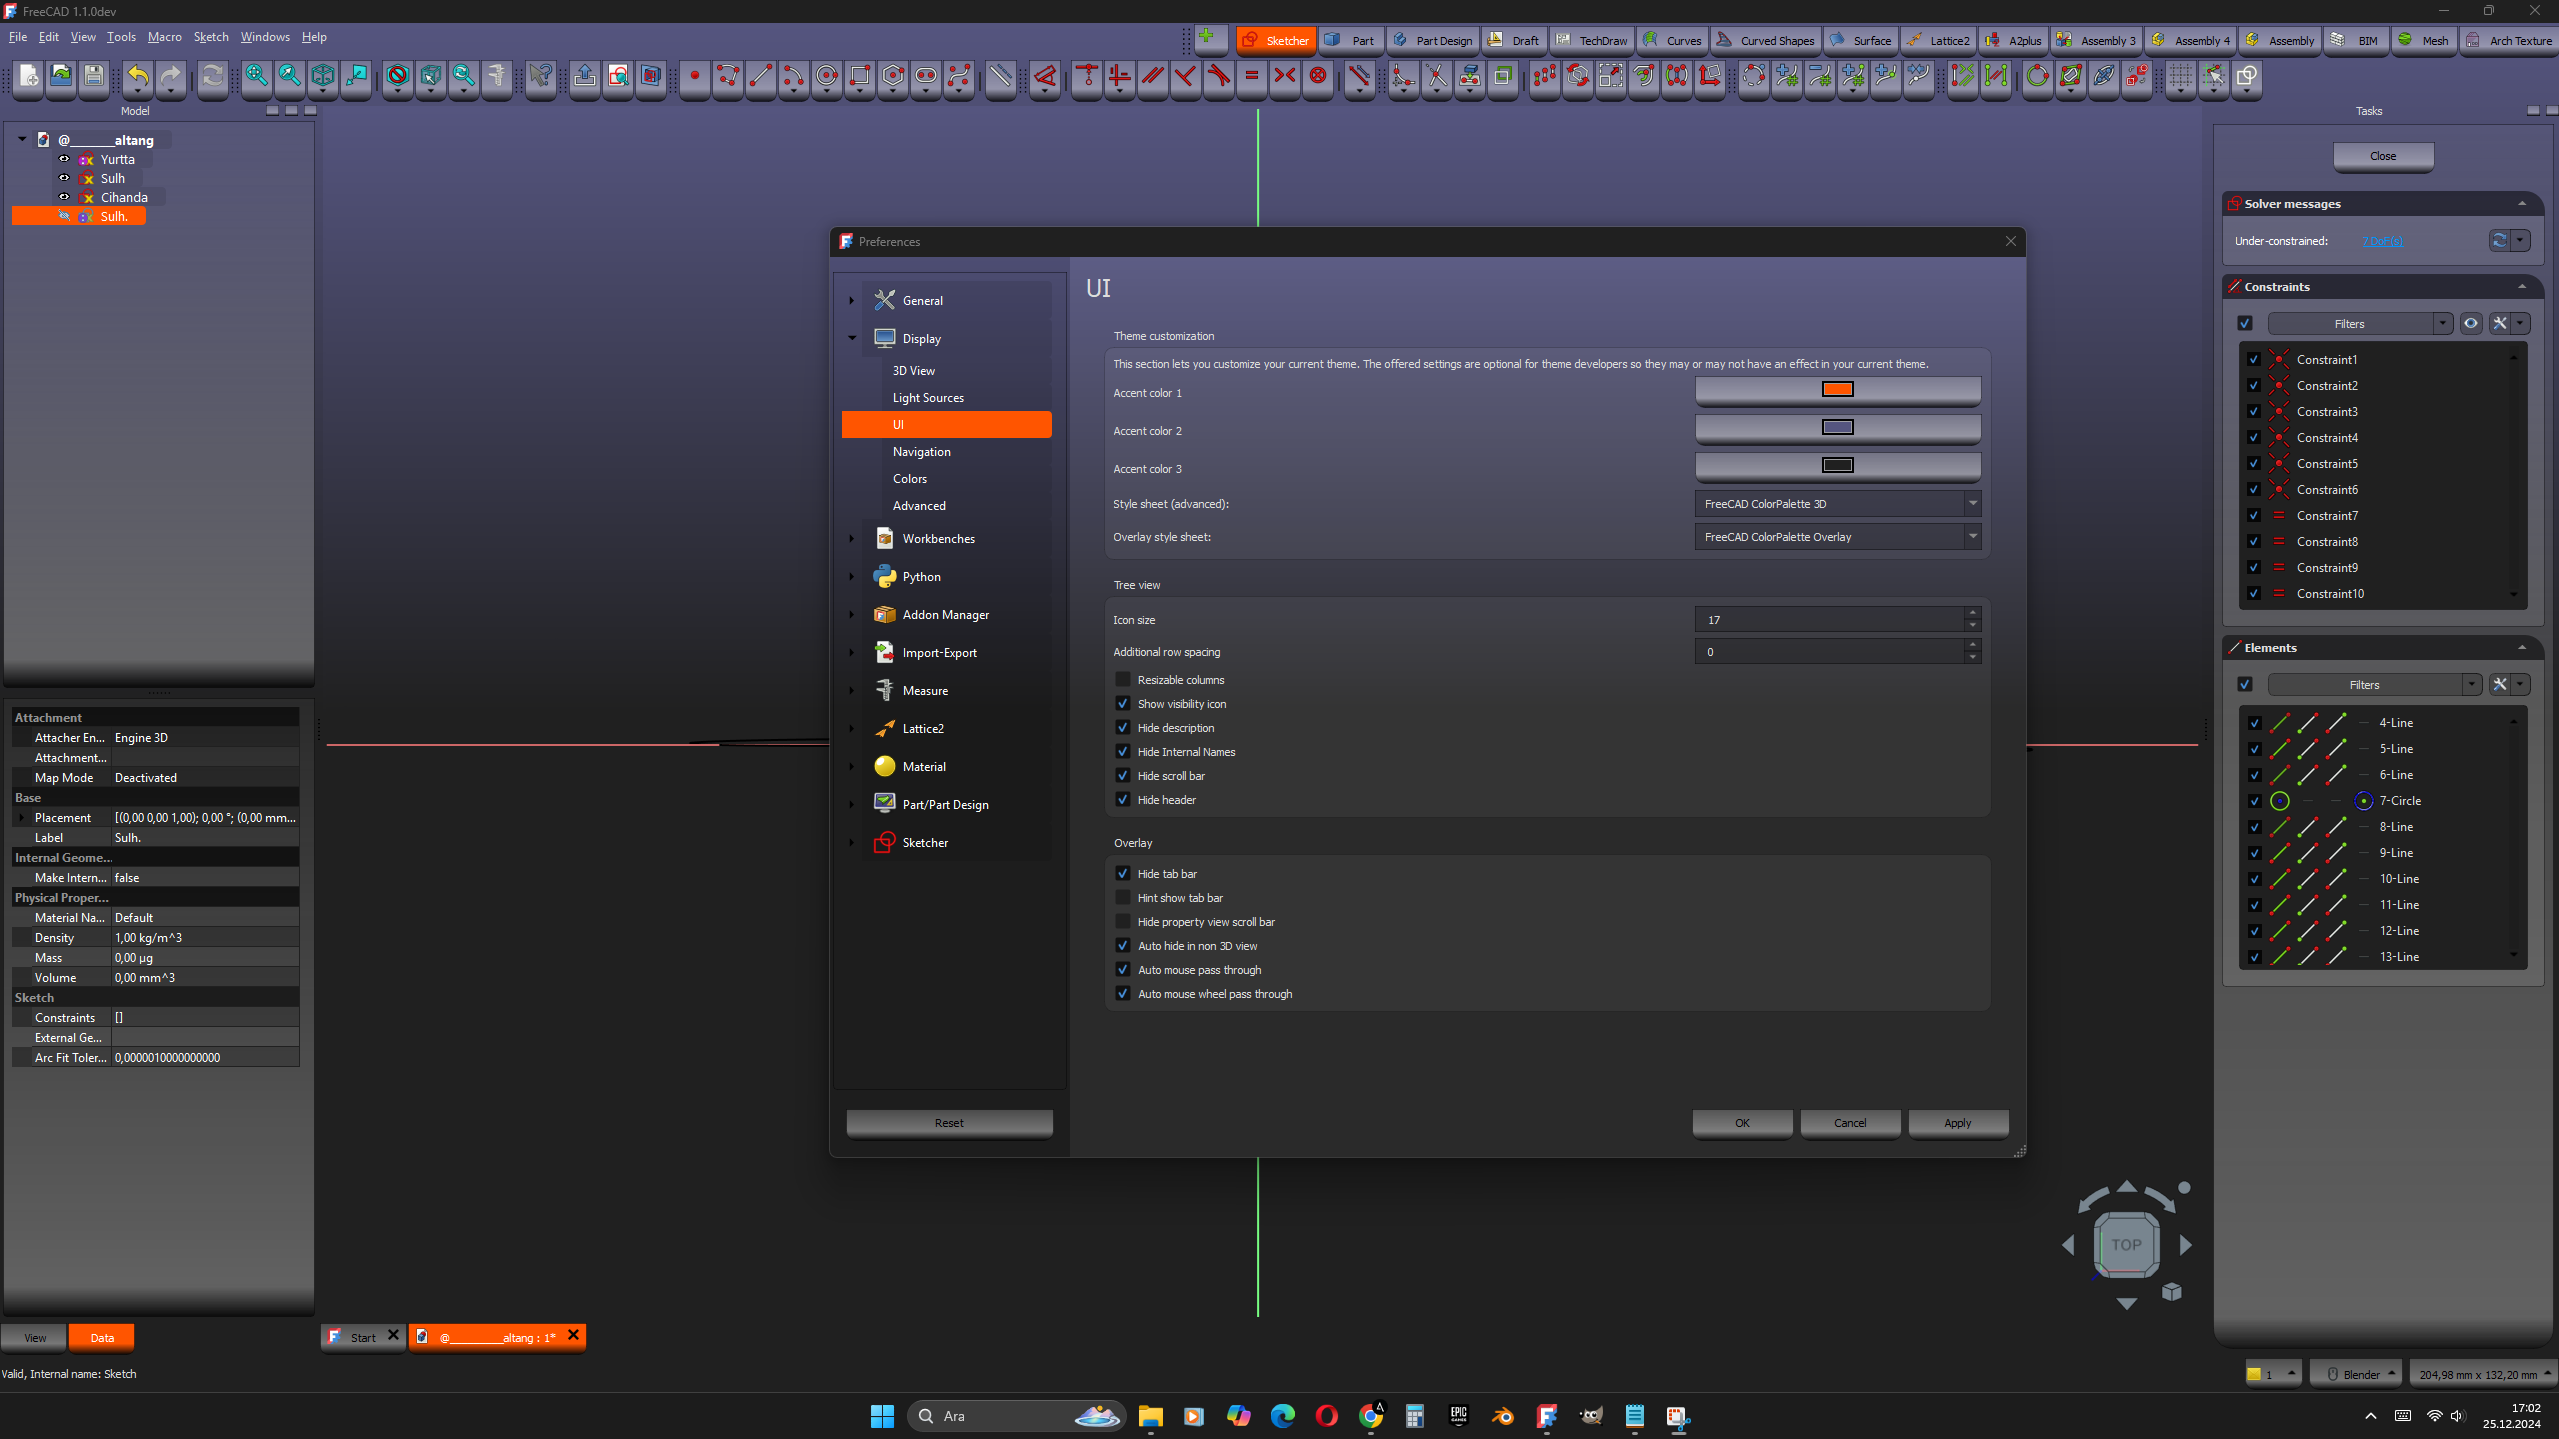 FreeCAD 1.1.0dev
File Edit View Tools Macro Sketch Windows Help
Sketcher Part Part Design Draft TechDraw Curves Curved Shapes Surface Lattice2 A2plus Assembly 3 Assembly 4 Assembly BIM Mesh Arch Texture
Model
@______altang
Yurtta
Sulh
Cihanda
Sulh.
Attachment
Attacher En... Engine 3D
Attachment...
Map Mode Deactivated
Base
Placement [(0,00 0,00 1,00); 0,00 °; (0,00 mm...
Label Sulh.
Internal Geome...
Make Intern... false
Physical Proper...
Material Na... Default
Density 1,00 kg/m^3
Mass 0,00 µg
Volume 0,00 mm^3
Sketch
Constraints []
External Ge...
Arc Fit Toler... 0,0000010000000000
View Data
Start
@________altang : 1*
Valid, Internal name: Sketch
Preferences
General
Display
3D View
Light Sources
UI
Navigation
Colors
Advanced
Workbenches
Python
Addon Manager
Import-Export
Measure
Lattice2
Material
Part/Part Design
Sketcher
Reset
UI
Theme customization
This section lets you customize your current theme. The offered settings are optional for theme developers so they may or may not have an effect in your current theme.
Accent color 1
Accent color 2
Accent color 3
Style sheet (advanced): FreeCAD ColorPalette 3D
Overlay style sheet: FreeCAD ColorPalette Overlay
Tree view
Icon size 17
Additional row spacing 0
Resizable columns
Show visibility icon
Hide description
Hide Internal Names
Hide scroll bar
Hide header
Overlay
Hide tab bar
Hint show tab bar
Hide property view scroll bar
Auto hide in non 3D view
Auto mouse pass through
Auto mouse wheel pass through
OK Cancel Apply
Tasks
Close
Solver messages
Under-constrained: 7 DoF(s)
Constraints
Filters
Constraint1
Constraint2
Constraint3
Constraint4
Constraint5
Constraint6
Constraint7
Constraint8
Constraint9
Constraint10
Elements
Filters
4-Line
5-Line
6-Line
7-Circle
8-Line
9-Line
10-Line
11-Line
12-Line
13-Line
TOP
1 Blender 204,98 mm x 132,20 mm
Ara
EPIC GAMES
17:02
25.12.2024